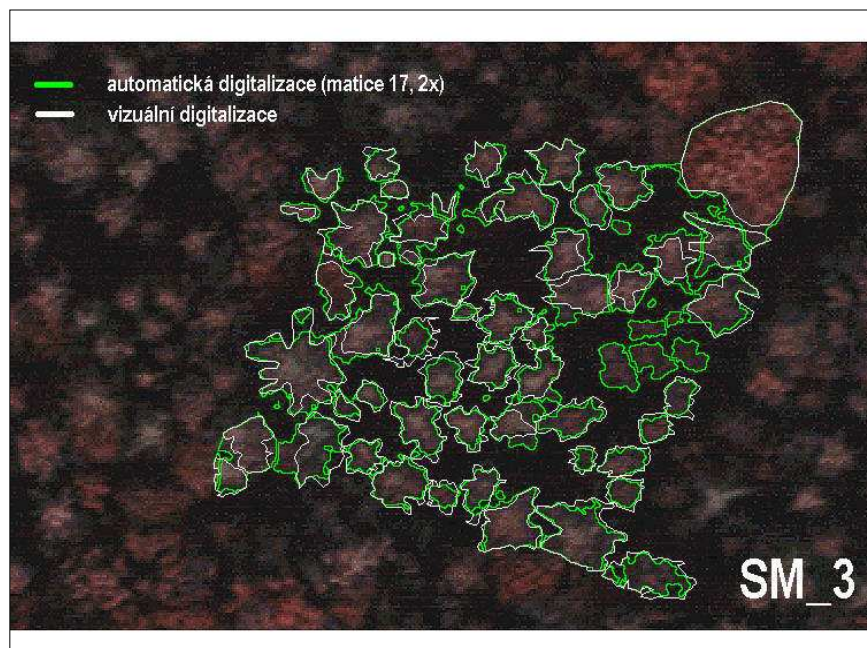 automatická digitalizace (matice 17, 2x)
vizuální digitalizace
SM_3